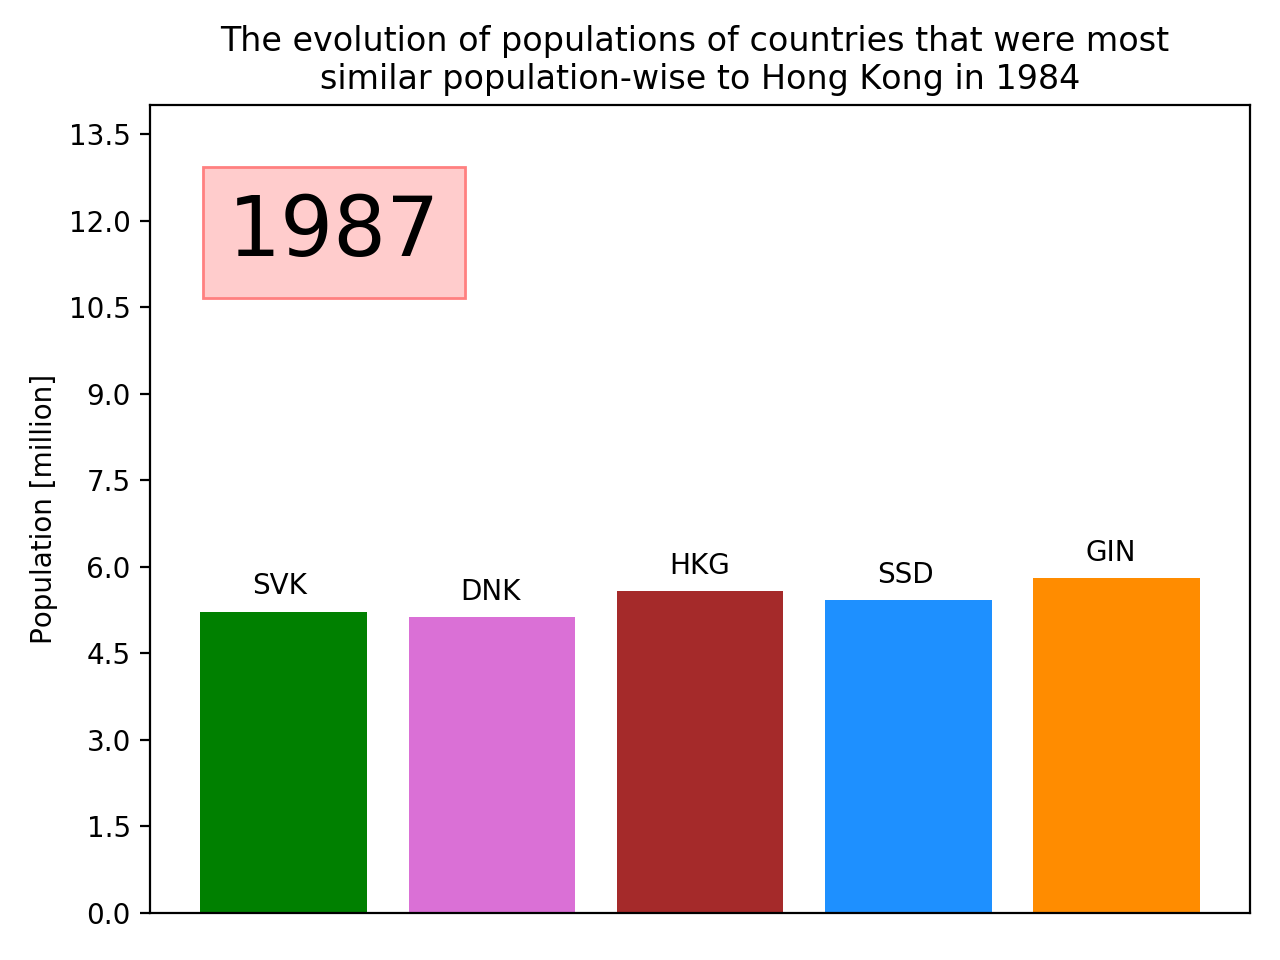 The evolution of populations of countries that were most
similar population-wise to Hong Kong in 1984
1987
Population [million]
13.5
12.0
10.5
9.0
7.5
6.0
4.5
3.0
1.5
0.0
SVK
DNK
HKG
SSD
GIN